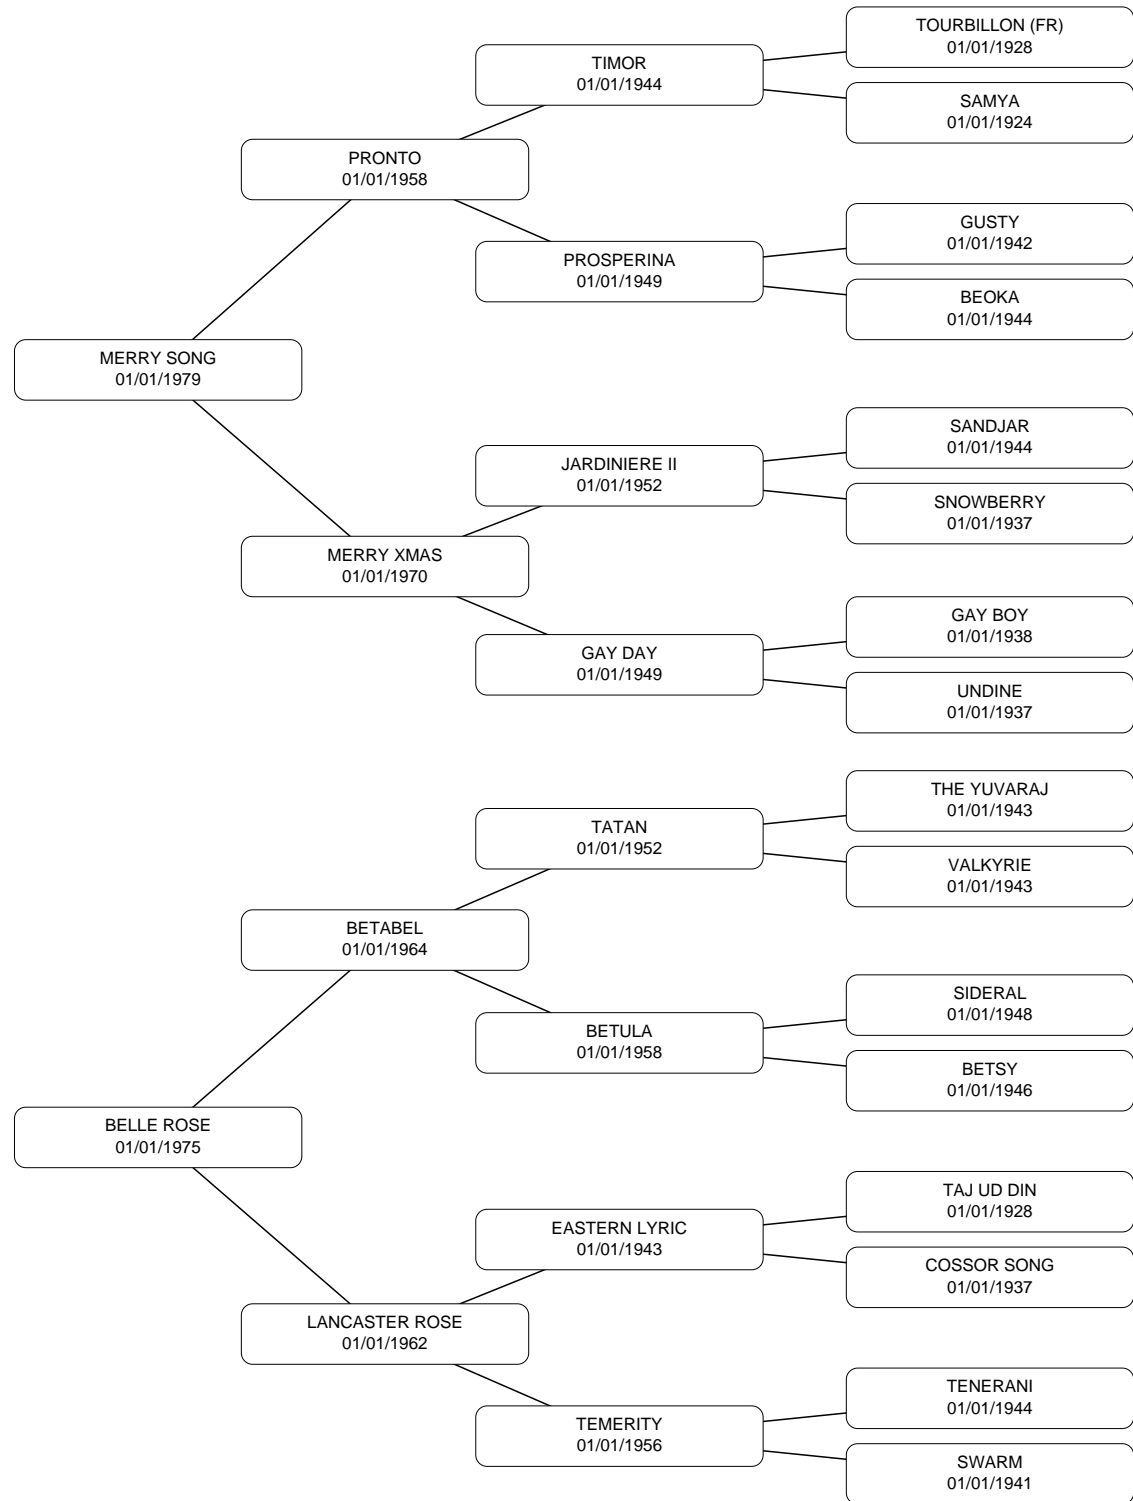 TOURBILLON (FR)
01/01/1928
TIMOR
01/01/1944
SAMYA
01/01/1924
PRONTO
01/01/1958
GUSTY
01/01/1942
PROSPERINA
01/01/1949
BEOKA
01/01/1944
MERRY SONG
01/01/1979
SANDJAR
01/01/1944
JARDINIERE II
01/01/1952
SNOWBERRY
01/01/1937
MERRY XMAS
01/01/1970
GAY BOY
01/01/1938
GAY DAY
01/01/1949
UNDINE
01/01/1937
THE YUVARAJ
01/01/1943
TATAN
01/01/1952
VALKYRIE
01/01/1943
BETABEL
01/01/1964
SIDERAL
01/01/1948
BETULA
01/01/1958
BETSY
01/01/1946
BELLE ROSE
01/01/1975
TAJ UD DIN
01/01/1928
EASTERN LYRIC
01/01/1943
COSSOR SONG
01/01/1937
LANCASTER ROSE
01/01/1962
TENERANI
01/01/1944
TEMERITY
01/01/1956
SWARM
01/01/1941